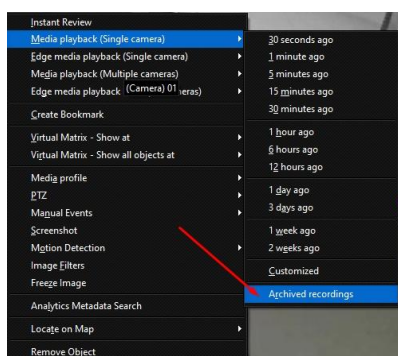 Instant Review
Media playback (Single camera)
Edge media playback (Single camera)
Media playback (Multiple cameras)
Edge media playback (Camera) 01 eras)
Create Bookmark
Virtual Matrix - Show at
Virtual Matrix - Show all objects at
Media profile
PTZ
Manual Events
Screenshot
Motion Detection
Image Filters
Freeze Image
Analytics Metadata Search
Locate on Map
Remove Object
30 seconds ago
1 minute ago
5 minutes ago
15 minutes ago
30 minutes ago
1 hour ago
6 hours ago
12 hours ago
1 day ago
3 days ago
1 week ago
2 weeks ago
Customized
Archived recordings